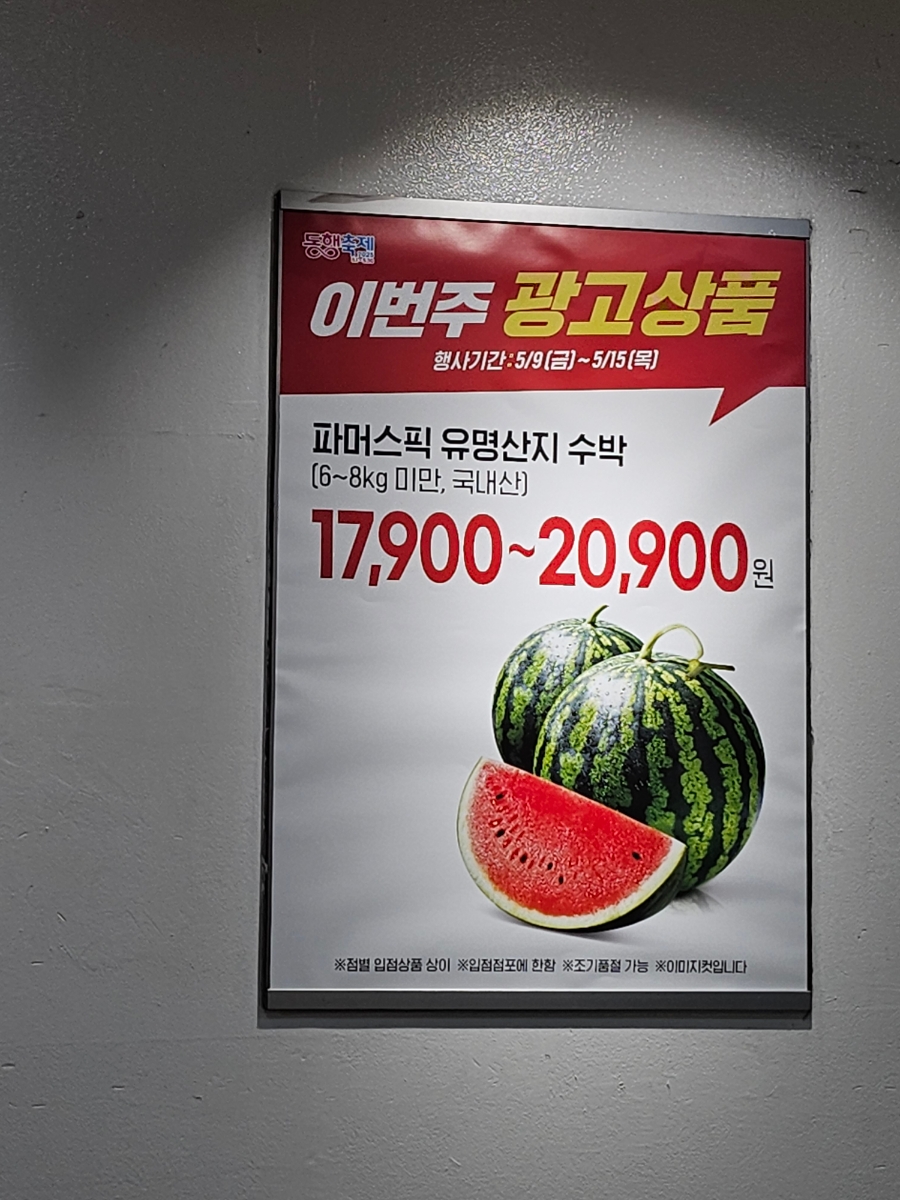 동행축제
2025
이번주 광고상품
행사기간:5/9(금)~5/15(목)
파머스픽 유명산지 수박
(6~8kg 미만, 국내산)
17,900~20,900원
※점별 입점상품 상이 ※입점점포에 한함 ※조기품절 가능 ※이미지컷입니다